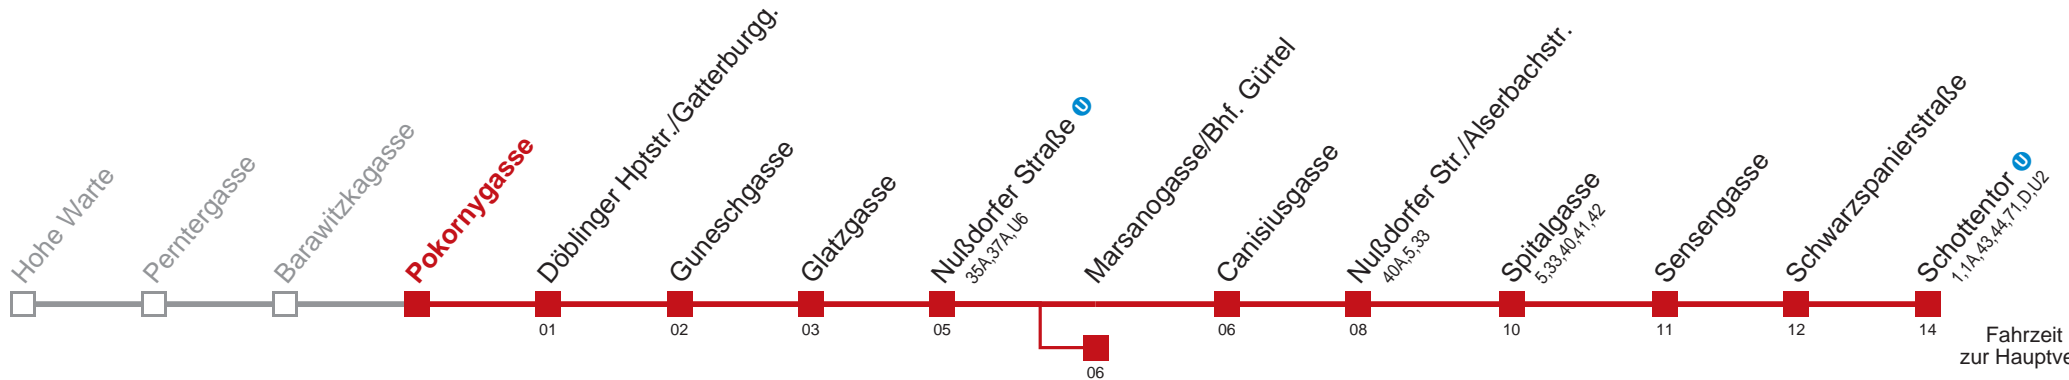 Hohe Warte
Perntergasse
Barawitzkagasse
Pokornygasse
Döblinger Hptstr./Gatterburgg.
01
Guneschgasse
02
Glatzgasse
03
Nußdorfer Straße U
35A,37A,U6
05
Marsanogasse/Bhf. Gürtel
06
Canisiusgasse
06
Nußdorfer Str./Alserbachstr.
40A,5,33
08
Spitalgasse
5,33,40,41,42
10
Sensengasse
11
Schwarzspanierstraße
12
Schottentor U
1,1A,43,44,71,D,U2
14
Fahrzeit
zur Hauptve